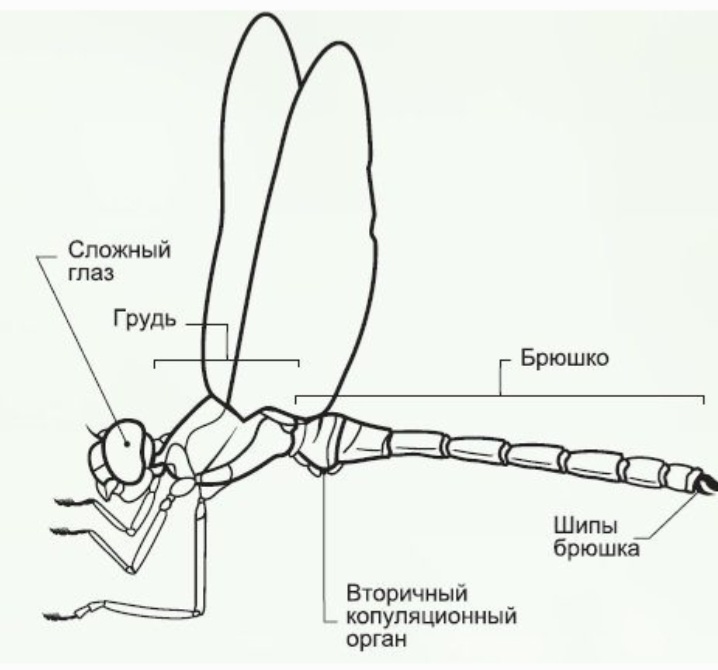 Сложный
глаз
Грудь
Брюшко
Шипы
брюшка
Вторичный
копуляционный
орган